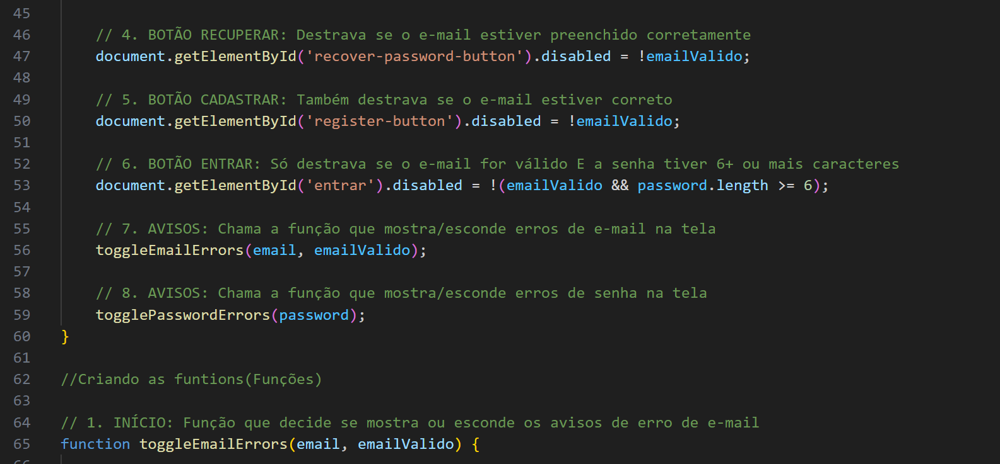 45
46 // 4. BOTÃO RECUPERAR: Destrava se o e-mail estiver preenchido corretamente
47 document.getElementById('recover-password-button').disabled = !emailValido;
48
49 // 5. BOTÃO CADASTRAR: Também destrava se o e-mail estiver correto
50 document.getElementById('register-button').disabled = !emailValido;
51
52 // 6. BOTÃO ENTRAR: Só destrava se o e-mail for válido E a senha tiver 6+ ou mais caracteres
53 document.getElementById('entrar').disabled = !(emailValido && password.length >= 6);
54
55 // 7. AVISOS: Chama a função que mostra/esconde erros de e-mail na tela
56 toggleEmailErrors(email, emailValido);
57
58 // 8. AVISOS: Chama a função que mostra/esconde erros de senha na tela
59 togglePasswordErrors(password);
60 }
61
62 //Criando as funtions(Funções)
63
64 // 1. INÍCIO: Função que decide se mostra ou esconde os avisos de erro de e-mail
65 function toggleEmailErrors(email, emailValido) {